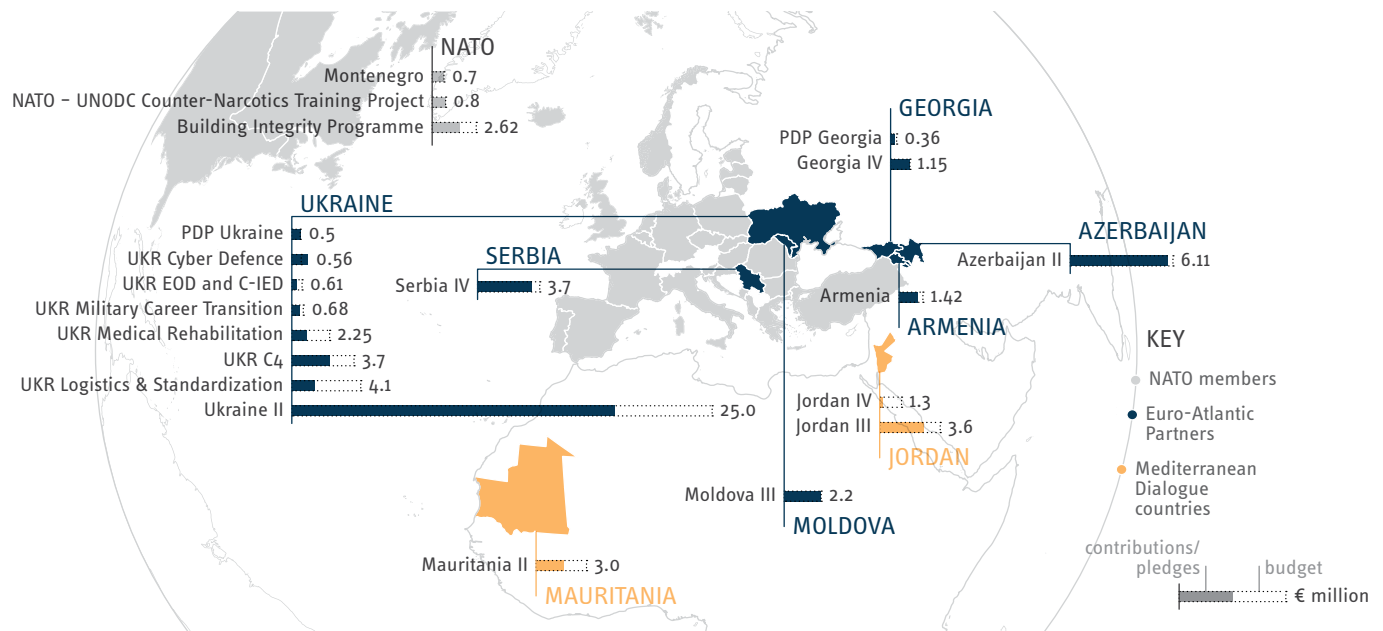 NATO
Montenegro 0.7
NATO – UNODC Counter-Narcotics Training Project 0.8
Building Integrity Programme 2.62
GEORGIA
PDP Georgia 0.36
Georgia IV 1.15
UKRAINE
PDP Ukraine 0.5
UKR Cyber Defence 0.56
UKR EOD and C-IED 0.61
UKR Military Career Transition 0.68
UKR Medical Rehabilitation 2.25
UKR C4 3.7
UKR Logistics & Standardization 4.1
Ukraine II 25.0
SERBIA
Serbia IV 3.7
AZERBAIJAN
Azerbaijan II 6.11
Armenia 1.42
ARMENIA
Jordan IV 1.3
Jordan III 3.6
JORDAN
Moldova III 2.2
MOLDOVA
Mauritania II 3.0
MAURITANIA
KEY
NATO members
Euro-Atlantic
Partners
Mediterranean
Dialogue
countries
contributions/
pledges
budget
€ million